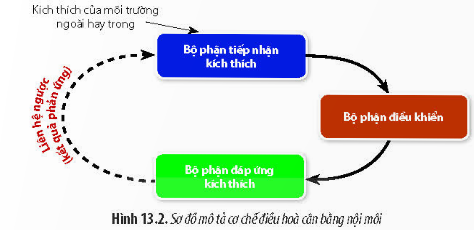 Kích thích của môi trường
ngoài hay trong
Bộ phận tiếp nhận
kích thích
Bộ phận điều khiển
Liên hệ ngược
(kết quả phản ứng)
Bộ phận đáp ứng
kích thích
Hình 13.2. Sơ đồ mô tả cơ chế điều hoà cân bằng nội môi